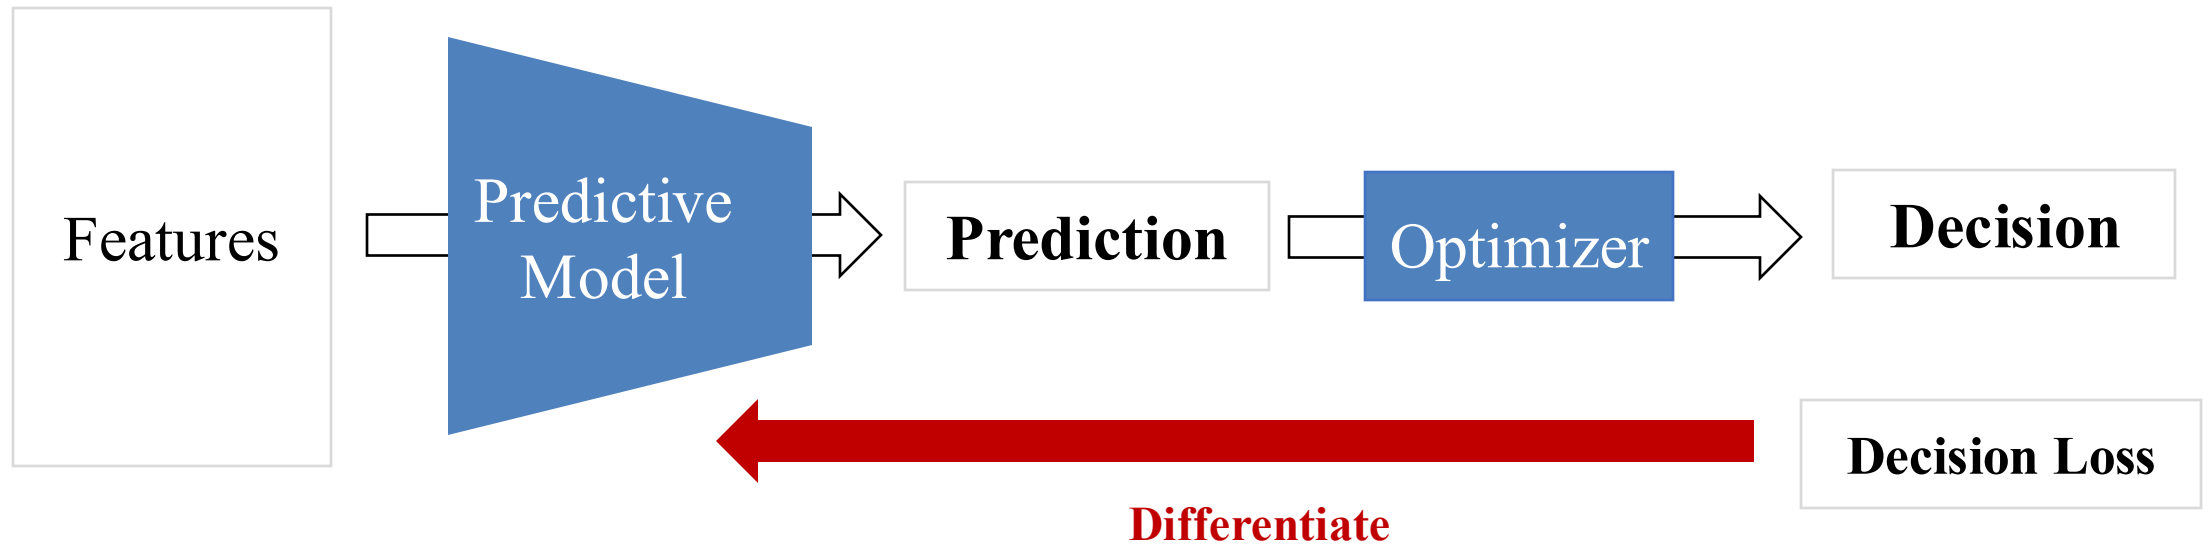 Features
Predictive
Model
Prediction
Optimizer
Decision
Decision Loss
Differentiate